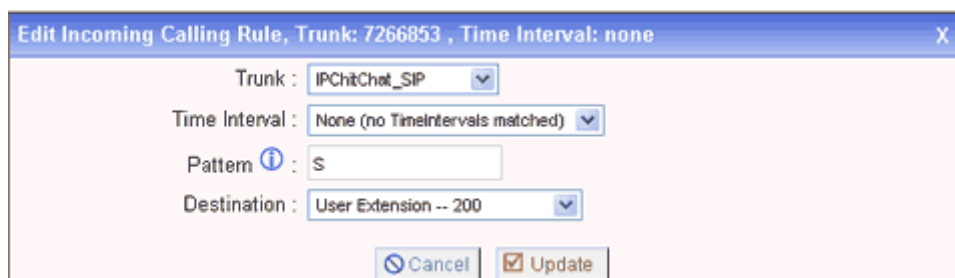 Edit Incoming Calling Rule, Trunk: 7266853 , Time Interval: none X
Trunk : IPChitChat_SIP
Time Interval : None (no TimeIntervals matched)
Pattern ⓘ : S
Destination : User Extension -- 200
Cancel Update